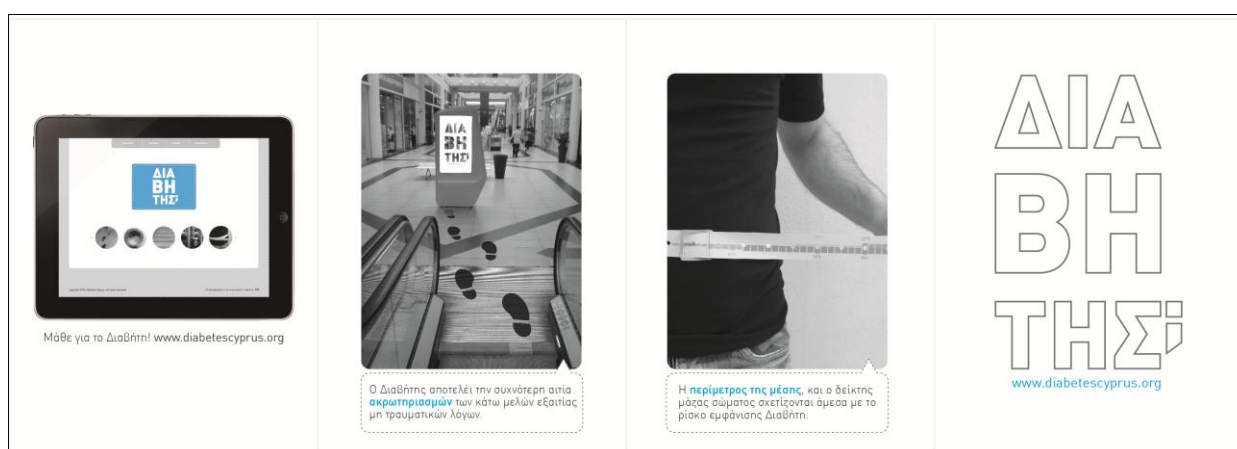 ΔΙΑ
ΒΗ
ΤΗΣ;
Μάθε για το Διαβήτη! www.diabetescyprus.org
ΔΙΑ
ΒΗ
ΤΗΣ;
Ο Διαβήτης αποτελέι την συχνότερη αιτία
ακρωτηριασμών των κάτω μελών εξαιτίας
μη τραυματικών λόγων.
Η περίμετρος της μέσης, και ο δείκτης
μάζας σώματος σχετίζονται άμεσα με το
ρίσκο εμφάνισης Διαβήτη.
ΔΙΑ
ΒΗ
ΤΗΣ;
www.diabetescyprus.org